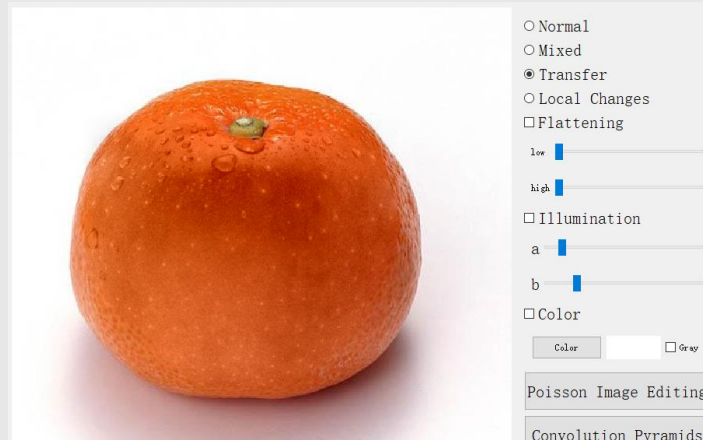 Normal
Mixed
Transfer
Local Changes
Flattening
low
high
Illumination
a
b
Color
Color
Gray
Poisson Image Editing
Convolution Pyramids